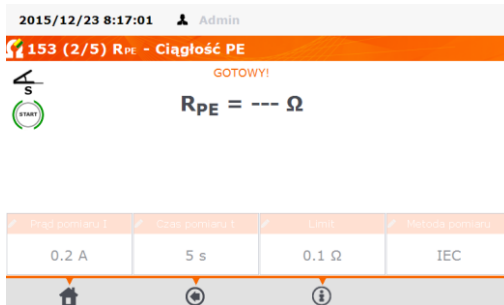 2015/12/23 8:17:01 Admin
153 (2/5) RPE - Ciągłość PE
GOTOWY!
S
START
RPE = --- Ω
Prąd pomiaru I Czas pomiaru t Limit Metoda pomiaru
0.2 A 5 s 0.1 Ω IEC